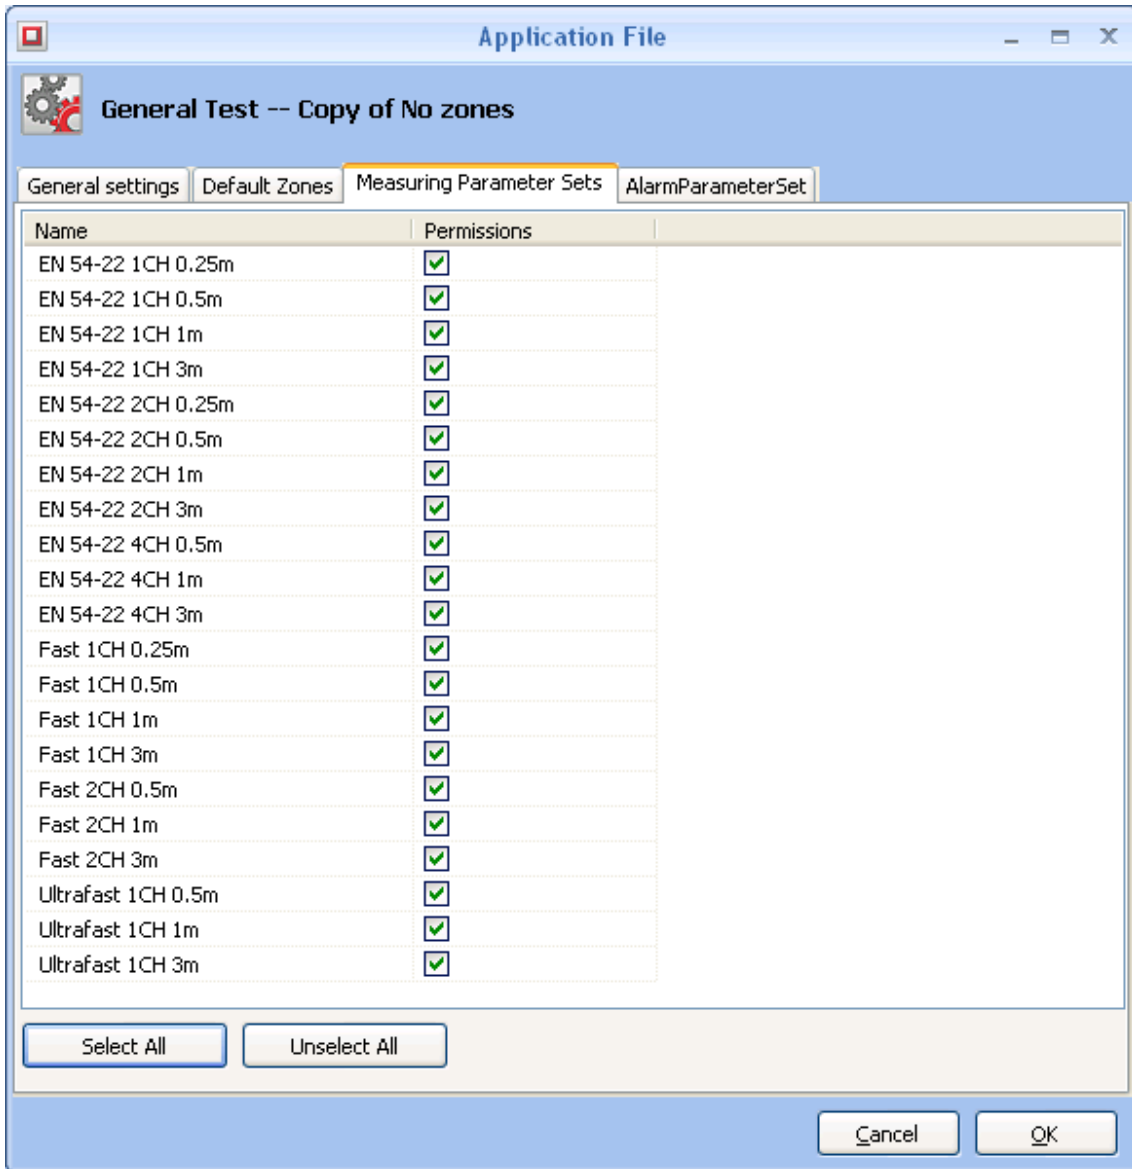 Application File
General Test -- Copy of No zones
General settings Default Zones Measuring Parameter Sets AlarmParameterSet
Name Permissions
EN 54-22 1CH 0.25m
EN 54-22 1CH 0.5m
EN 54-22 1CH 1m
EN 54-22 1CH 3m
EN 54-22 2CH 0.25m
EN 54-22 2CH 0.5m
EN 54-22 2CH 1m
EN 54-22 2CH 3m
EN 54-22 4CH 0.5m
EN 54-22 4CH 1m
EN 54-22 4CH 3m
Fast 1CH 0.25m
Fast 1CH 0.5m
Fast 1CH 1m
Fast 1CH 3m
Fast 2CH 0.5m
Fast 2CH 1m
Fast 2CH 3m
Ultrafast 1CH 0.5m
Ultrafast 1CH 1m
Ultrafast 1CH 3m
Select All Unselect All
Cancel OK